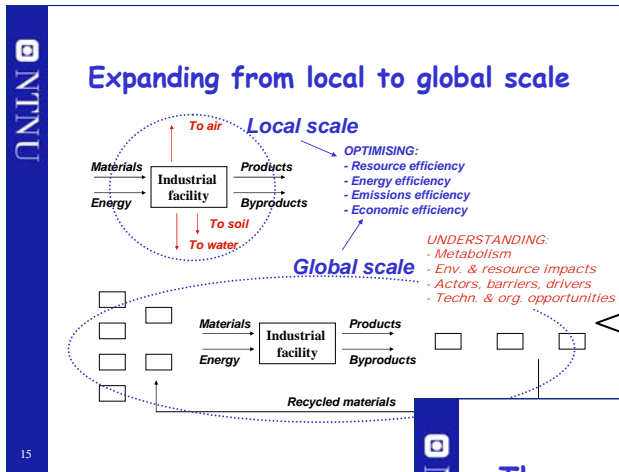 NTNU
Expanding from local to global scale
To air
Local scale
OPTIMISING:
- Resource efficiency
- Energy efficiency
- Emissions efficiency
- Economic efficiency
Materials
Energy
Industrial
facility
Products
Byproducts
To soil
To water
Global scale
UNDERSTANDING:
- Metabolism
- Env. & resource impacts
- Actors, barriers, drivers
- Techn. & org. opportunities
Materials
Energy
Industrial
facility
Products
Byproducts
Recycled materials
15